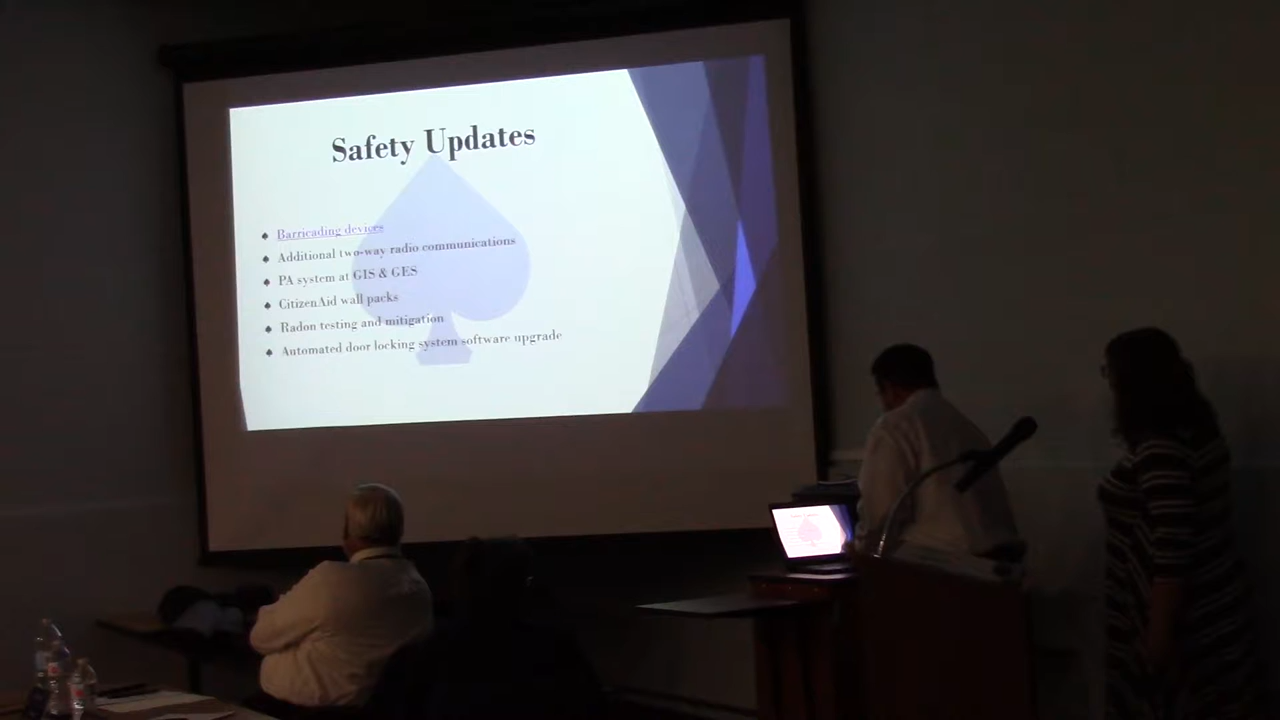 Safety Updates
Barricading devices
Additional two-way radio communications
PA system at GIS & GES
CitizenAid wall packs
Radon testing and mitigation
Automated door locking system software upgrade